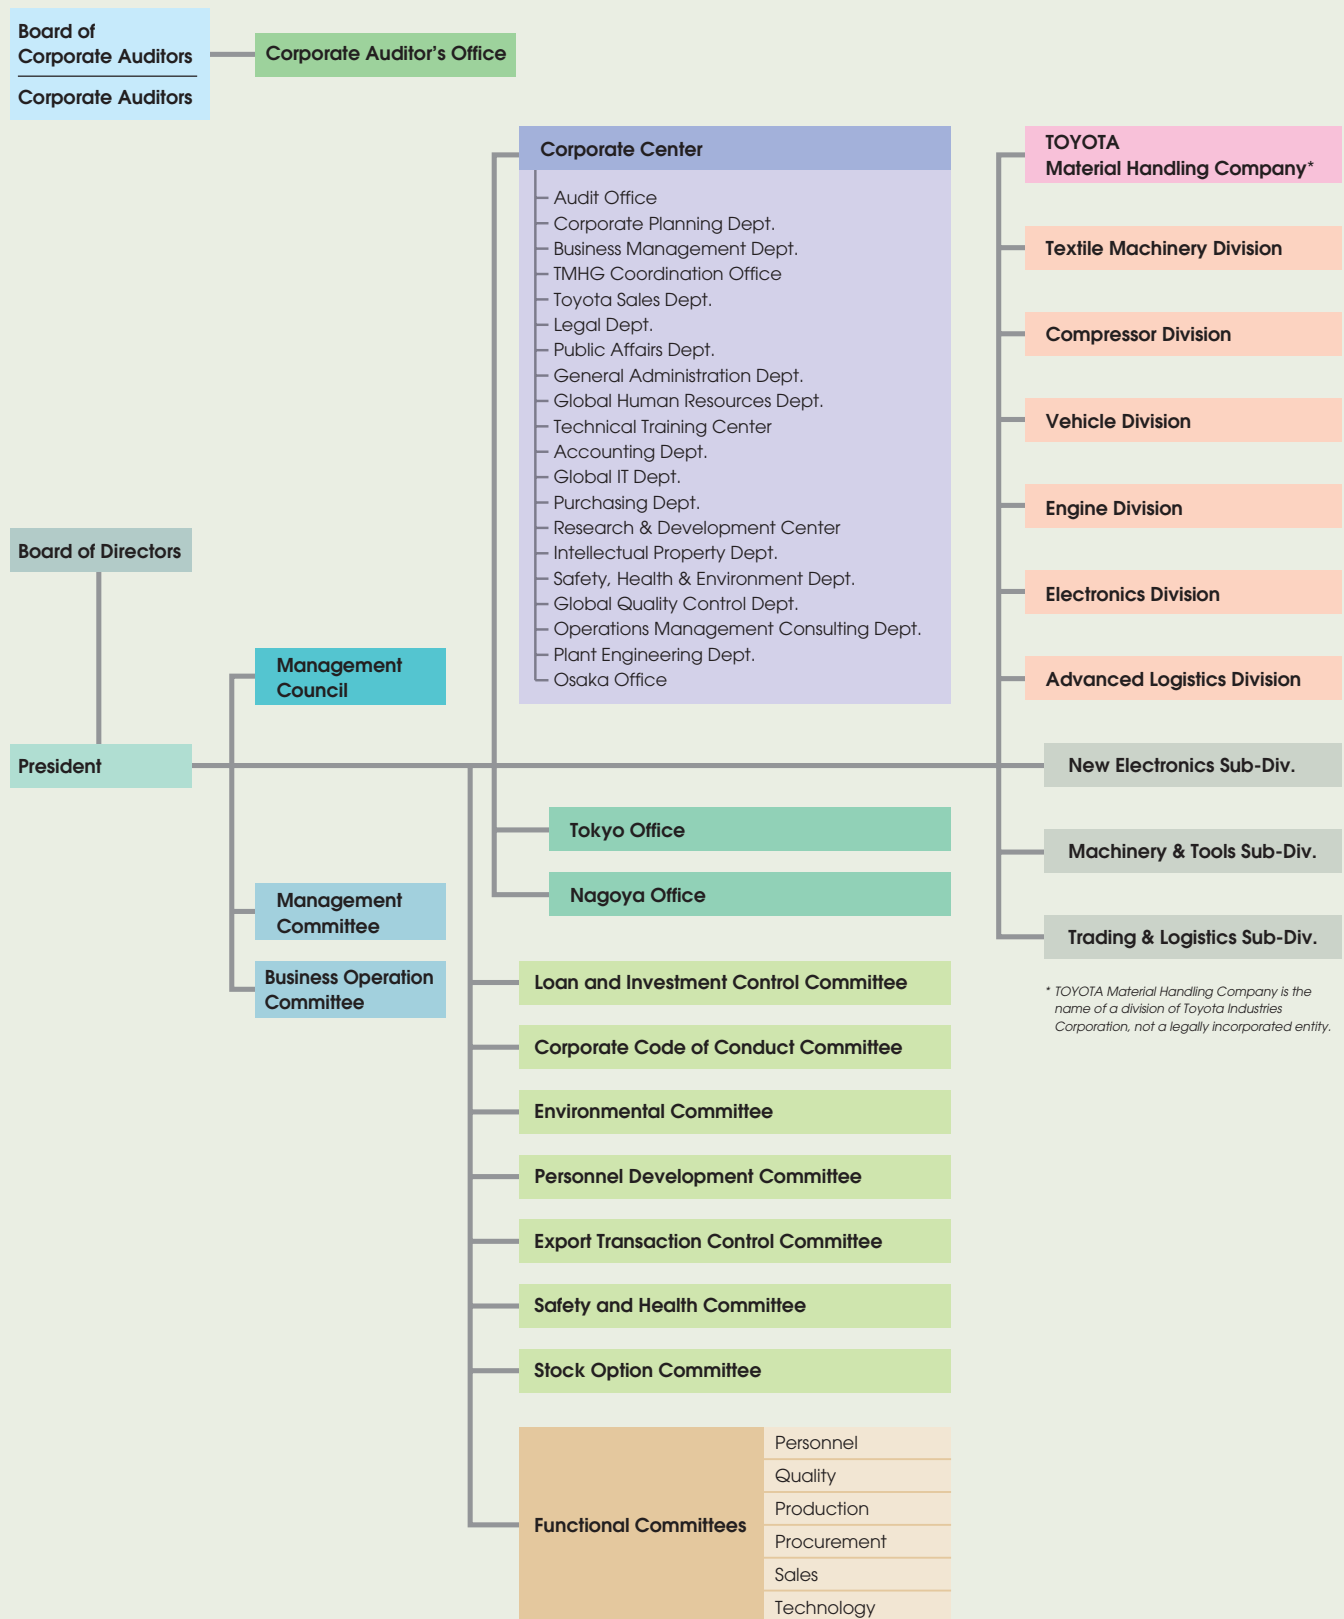 Board of
Corporate Auditors
Corporate Auditors
Corporate Auditor’s Office
Board of Directors
President
Management
Council
Management
Committee
Business Operation
Committee
Corporate Center
Audit Office
Corporate Planning Dept.
Business Management Dept.
TMHG Coordination Office
Toyota Sales Dept.
Legal Dept.
Public Affairs Dept.
General Administration Dept.
Global Human Resources Dept.
Technical Training Center
Accounting Dept.
Global IT Dept.
Purchasing Dept.
Research & Development Center
Intellectual Property Dept.
Safety, Health & Environment Dept.
Global Quality Control Dept.
Operations Management Consulting Dept.
Plant Engineering Dept.
Osaka Office
Tokyo Office
Nagoya Office
Loan and Investment Control Committee
Corporate Code of Conduct Committee
Environmental Committee
Personnel Development Committee
Export Transaction Control Committee
Safety and Health Committee
Stock Option Committee
Functional Committees
Personnel
Quality
Production
Procurement
Sales
Technology
TOYOTA
Material Handling Company*
Textile Machinery Division
Compressor Division
Vehicle Division
Engine Division
Electronics Division
Advanced Logistics Division
New Electronics Sub-Div.
Machinery & Tools Sub-Div.
Trading & Logistics Sub-Div.
* TOYOTA Material Handling Company is the
name of a division of Toyota Industries
Corporation, not a legally incorporated entity.